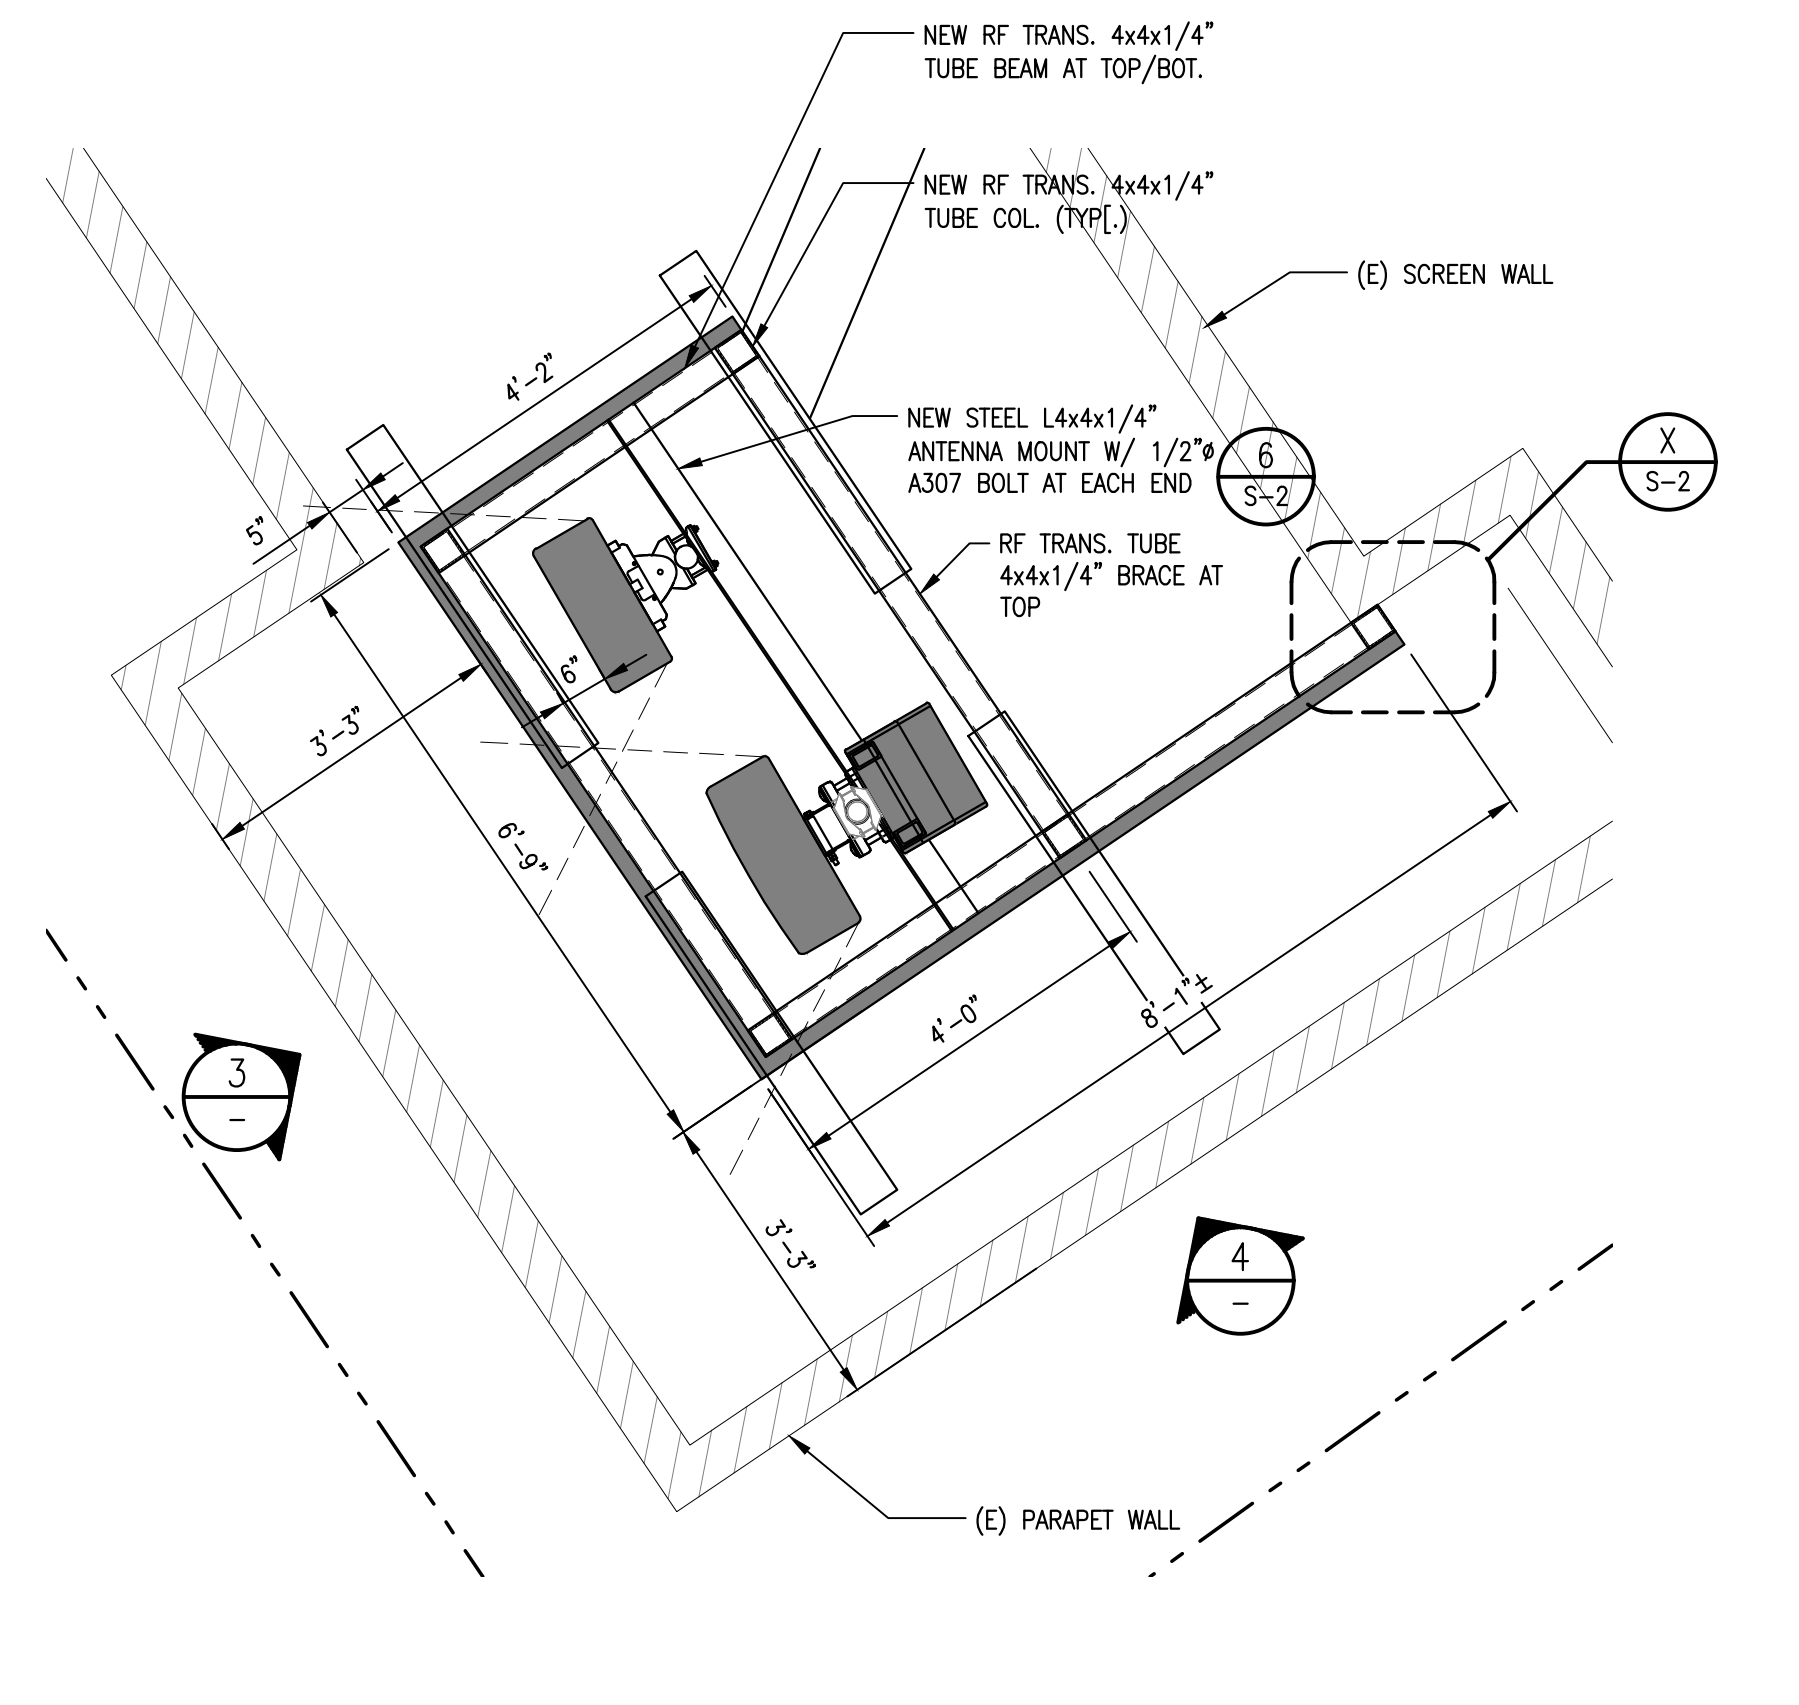 NEW RF TRANS. 4x4x1/4"
TUBE BEAM AT TOP/BOT.
NEW RF TRANS. 4x4x1/4"
TUBE COL. (TYP[.)
(E) SCREEN WALL
4'-2"
NEW STEEL L4x4x1/4"
ANTENNA MOUNT W/ 1/2"ø
A307 BOLT AT EACH END
6
S-2
X
S-2
5"
RF TRANS. TUBE
4x4x1/4" BRACE AT
TOP
6"
3'-3"
6'-9"
8'-1"±
4'-0"
3
-
3'-3"
4
-
(E) PARAPET WALL